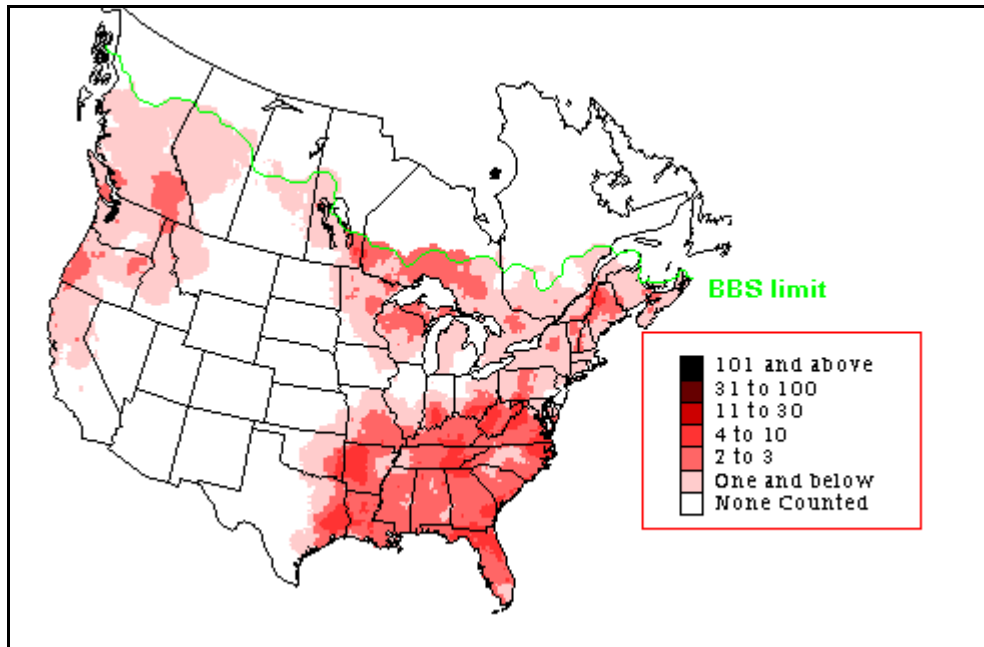 BBS limit
101 and above
31 to 100
11 to 30
4 to 10
2 to 3
One and below
None Counted